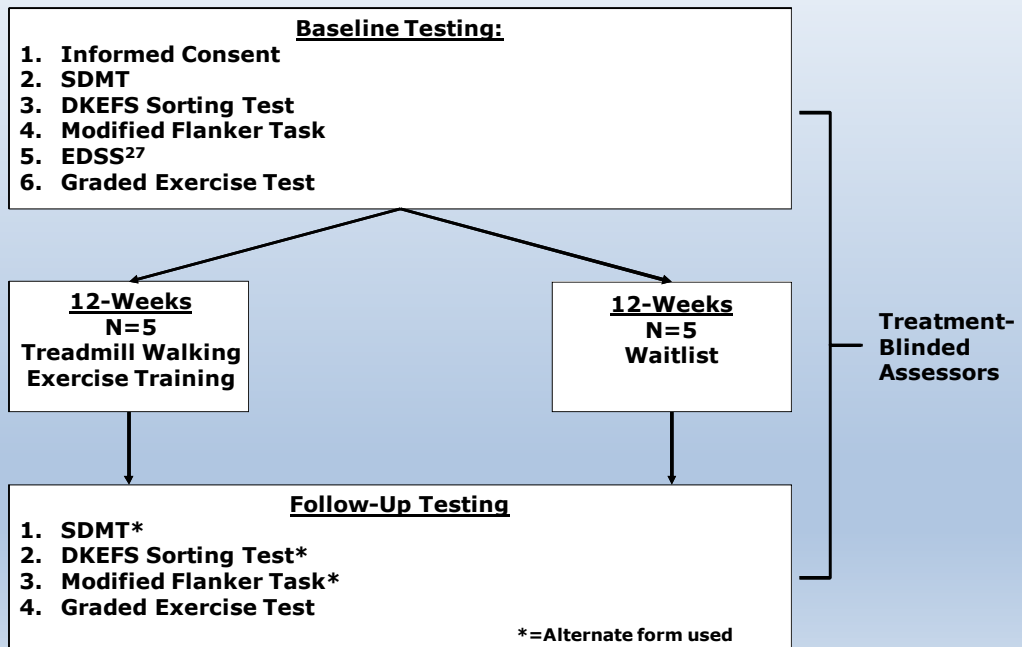 Baseline Testing:
1. Informed Consent
2. SDMT
3. DKEFS Sorting Test
4. Modified Flanker Task
5. EDSS²⁷
6. Graded Exercise Test
12-Weeks
N=5
Treadmill Walking
Exercise Training
12-Weeks
N=5
Waitlist
Treatment-
Blinded
Assessors
Follow-Up Testing
1. SDMT*
2. DKEFS Sorting Test*
3. Modified Flanker Task*
4. Graded Exercise Test
*=Alternate form used